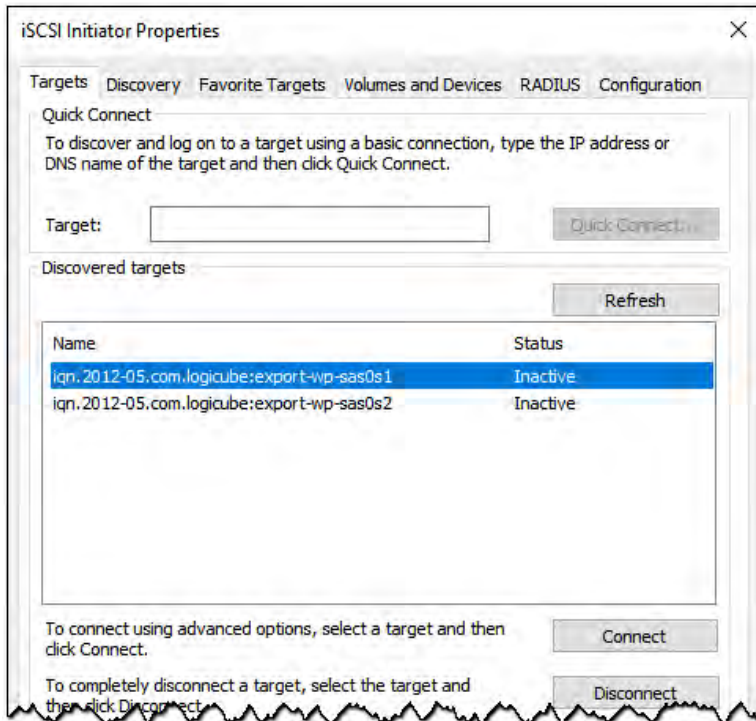 iSCSI Initiator Properties
Targets Discovery Favorite Targets Volumes and Devices RADIUS Configuration
Quick Connect
To discover and log on to a target using a basic connection, type the IP address or
DNS name of the target and then click Quick Connect.
Target: Quick Connect...
Discovered targets
Refresh
Name Status
iqn.2012-05.com.logicube:export-wp-sas0s1 Inactive
iqn.2012-05.com.logicube:export-wp-sas0s2 Inactive
To connect using advanced options, select a target and then
click Connect.
Connect
To completely disconnect a target, select the target and
then click Disconnect.
Disconnect